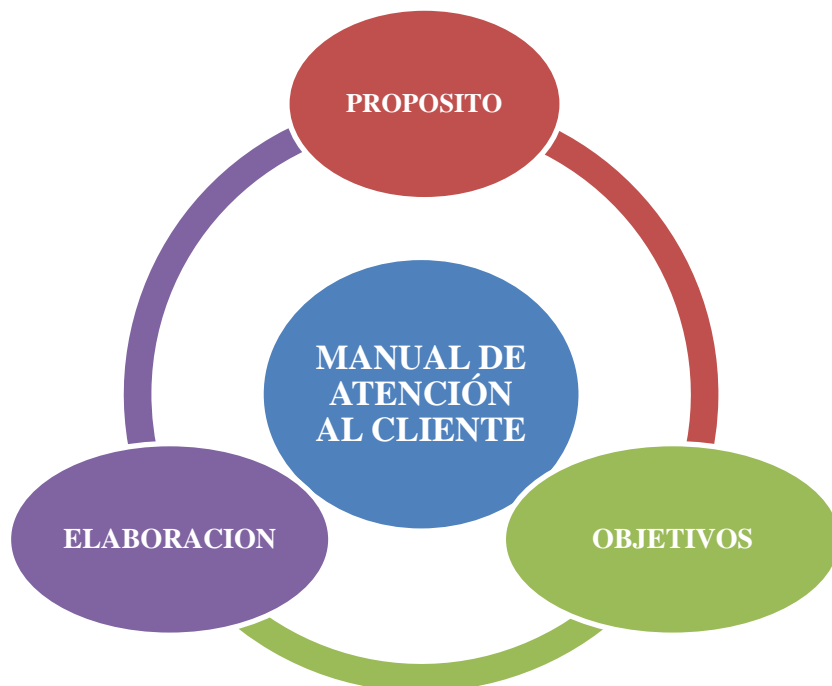 PROPOSITO
MANUAL DE
ATENCIÓN
AL CLIENTE
ELABORACION
OBJETIVOS